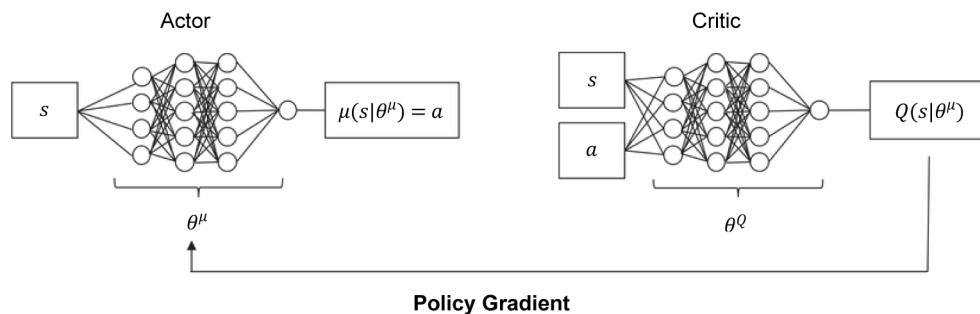 Actor
Critic
s
μ(s|θ^μ) = a
s
a
Q(s|θ^μ)
θ^μ
θ^Q
Policy Gradient